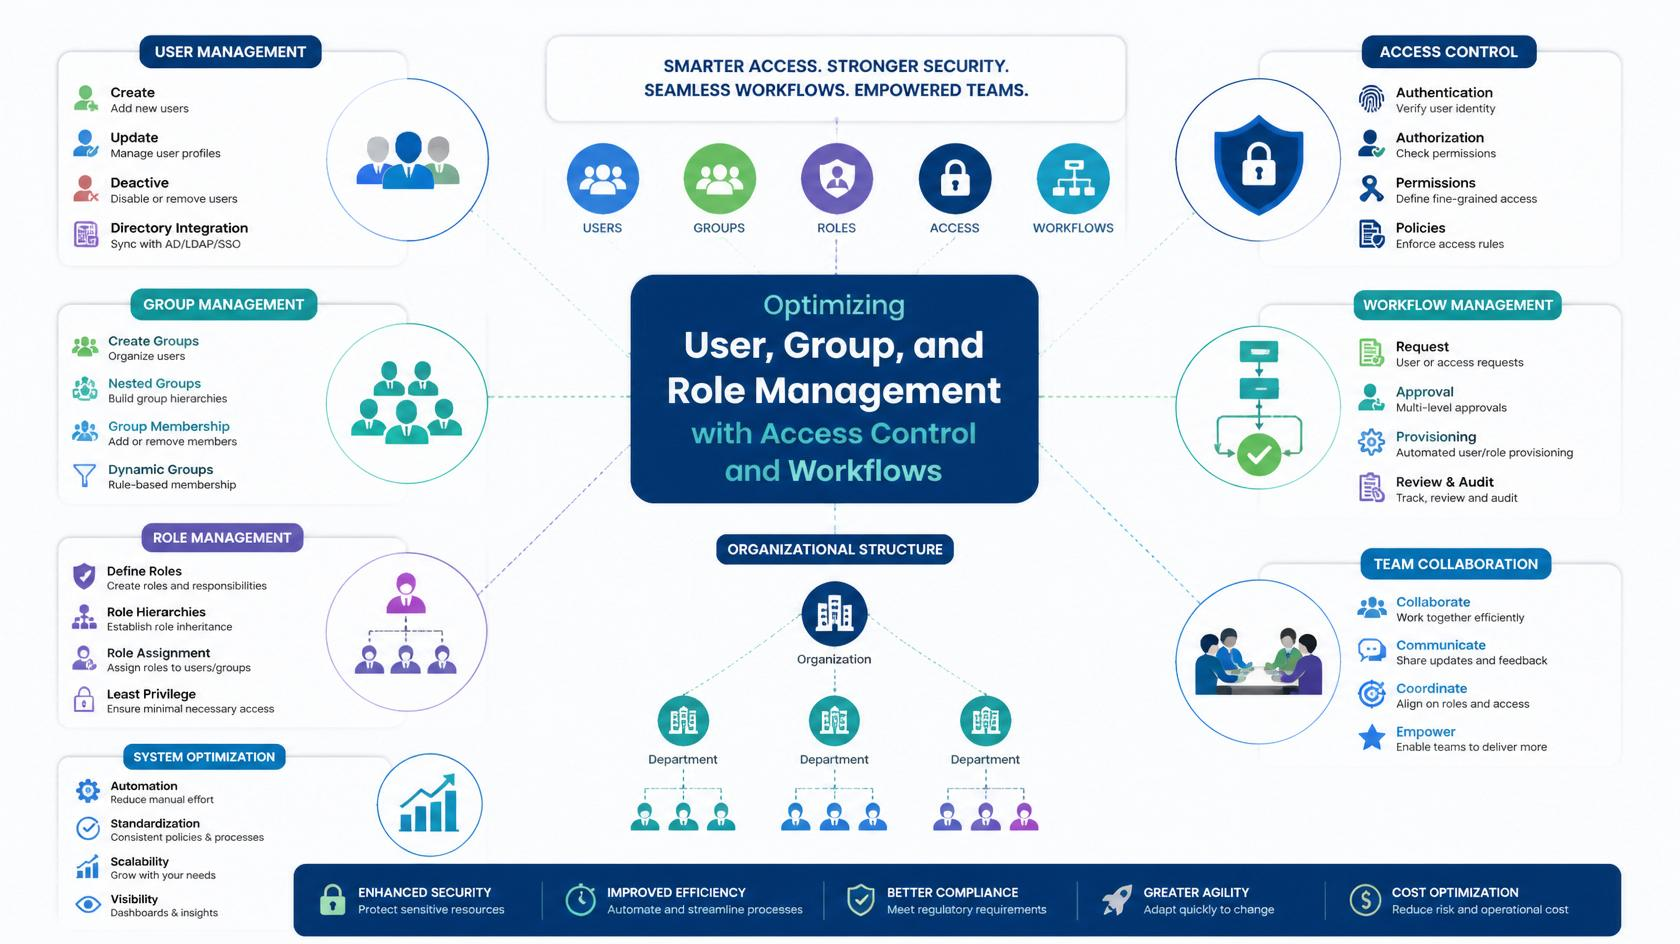 SMARTER ACCESS. STRONGER SECURITY.
SEAMLESS WORKFLOWS. EMPOWERED TEAMS.
USERS
GROUPS
ROLES
ACCESS
WORKFLOWS
Optimizing
User, Group, and
Role Management
with Access Control
and Workflows
USER MANAGEMENT
Create
Add new users
Update
Manage user profiles
Deactive
Disable or remove users
Directory Integration
Sync with AD/LDAP/SSO
GROUP MANAGEMENT
Create Groups
Organize users
Nested Groups
Build group hierarchies
Group Membership
Add or remove members
Dynamic Groups
Rule-based membership
ROLE MANAGEMENT
Define Roles
Create roles and responsibilities
Role Hierarchies
Establish role inheritance
Role Assignment
Assign roles to users/groups
Least Privilege
Ensure minimal necessary access
SYSTEM OPTIMIZATION
Automation
Reduce manual effort
Standardization
Consistent policies & processes
Scalability
Grow with your needs
Visibility
Dashboards & insights
ORGANIZATIONAL STRUCTURE
Organization
Department
Department
Department
ACCESS CONTROL
Authentication
Verify user identity
Authorization
Check permissions
Permissions
Define fine-grained access
Policies
Enforce access rules
WORKFLOW MANAGEMENT
Request
User or access requests
Approval
Multi-level approvals
Provisioning
Automated user/role provisioning
Review & Audit
Track, review and audit
TEAM COLLABORATION
Collaborate
Work together efficiently
Communicate
Share updates and feedback
Coordinate
Align on roles and access
Empower
Enable teams to deliver more
ENHANCED SECURITY
Protect sensitive resources
IMPROVED EFFICIENCY
Automate and streamline processes
BETTER COMPLIANCE
Meet regulatory requirements
GREATER AGILITY
Adapt quickly to change
COST OPTIMIZATION
Reduce risk and operational cost